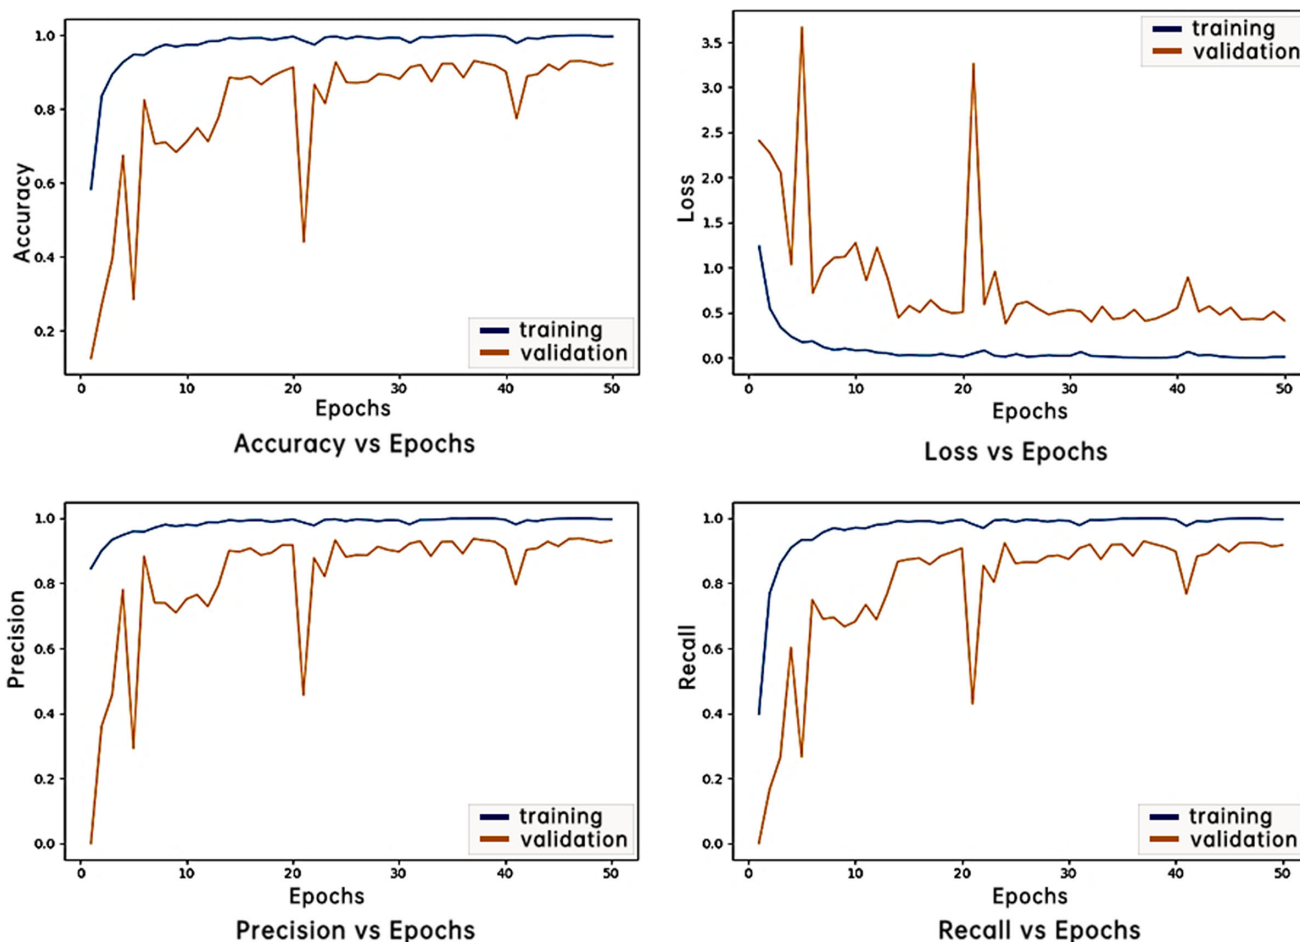 1.0
0.8
0.6
0.4
0.2
Accuracy
training
validation
0 10 20 30 40 50
Epochs
Accuracy vs Epochs
3.5
3.0
2.5
2.0
1.5
1.0
0.5
0.0
Loss
training
validation
0 10 20 30 40 50
Epochs
Loss vs Epochs
1.0
0.8
0.6
0.4
0.2
0.0
Precision
training
validation
0 10 20 30 40 50
Epochs
Precision vs Epochs
1.0
0.8
0.6
0.4
0.2
0.0
Recall
training
validation
0 10 20 30 40 50
Epochs
Recall vs Epochs